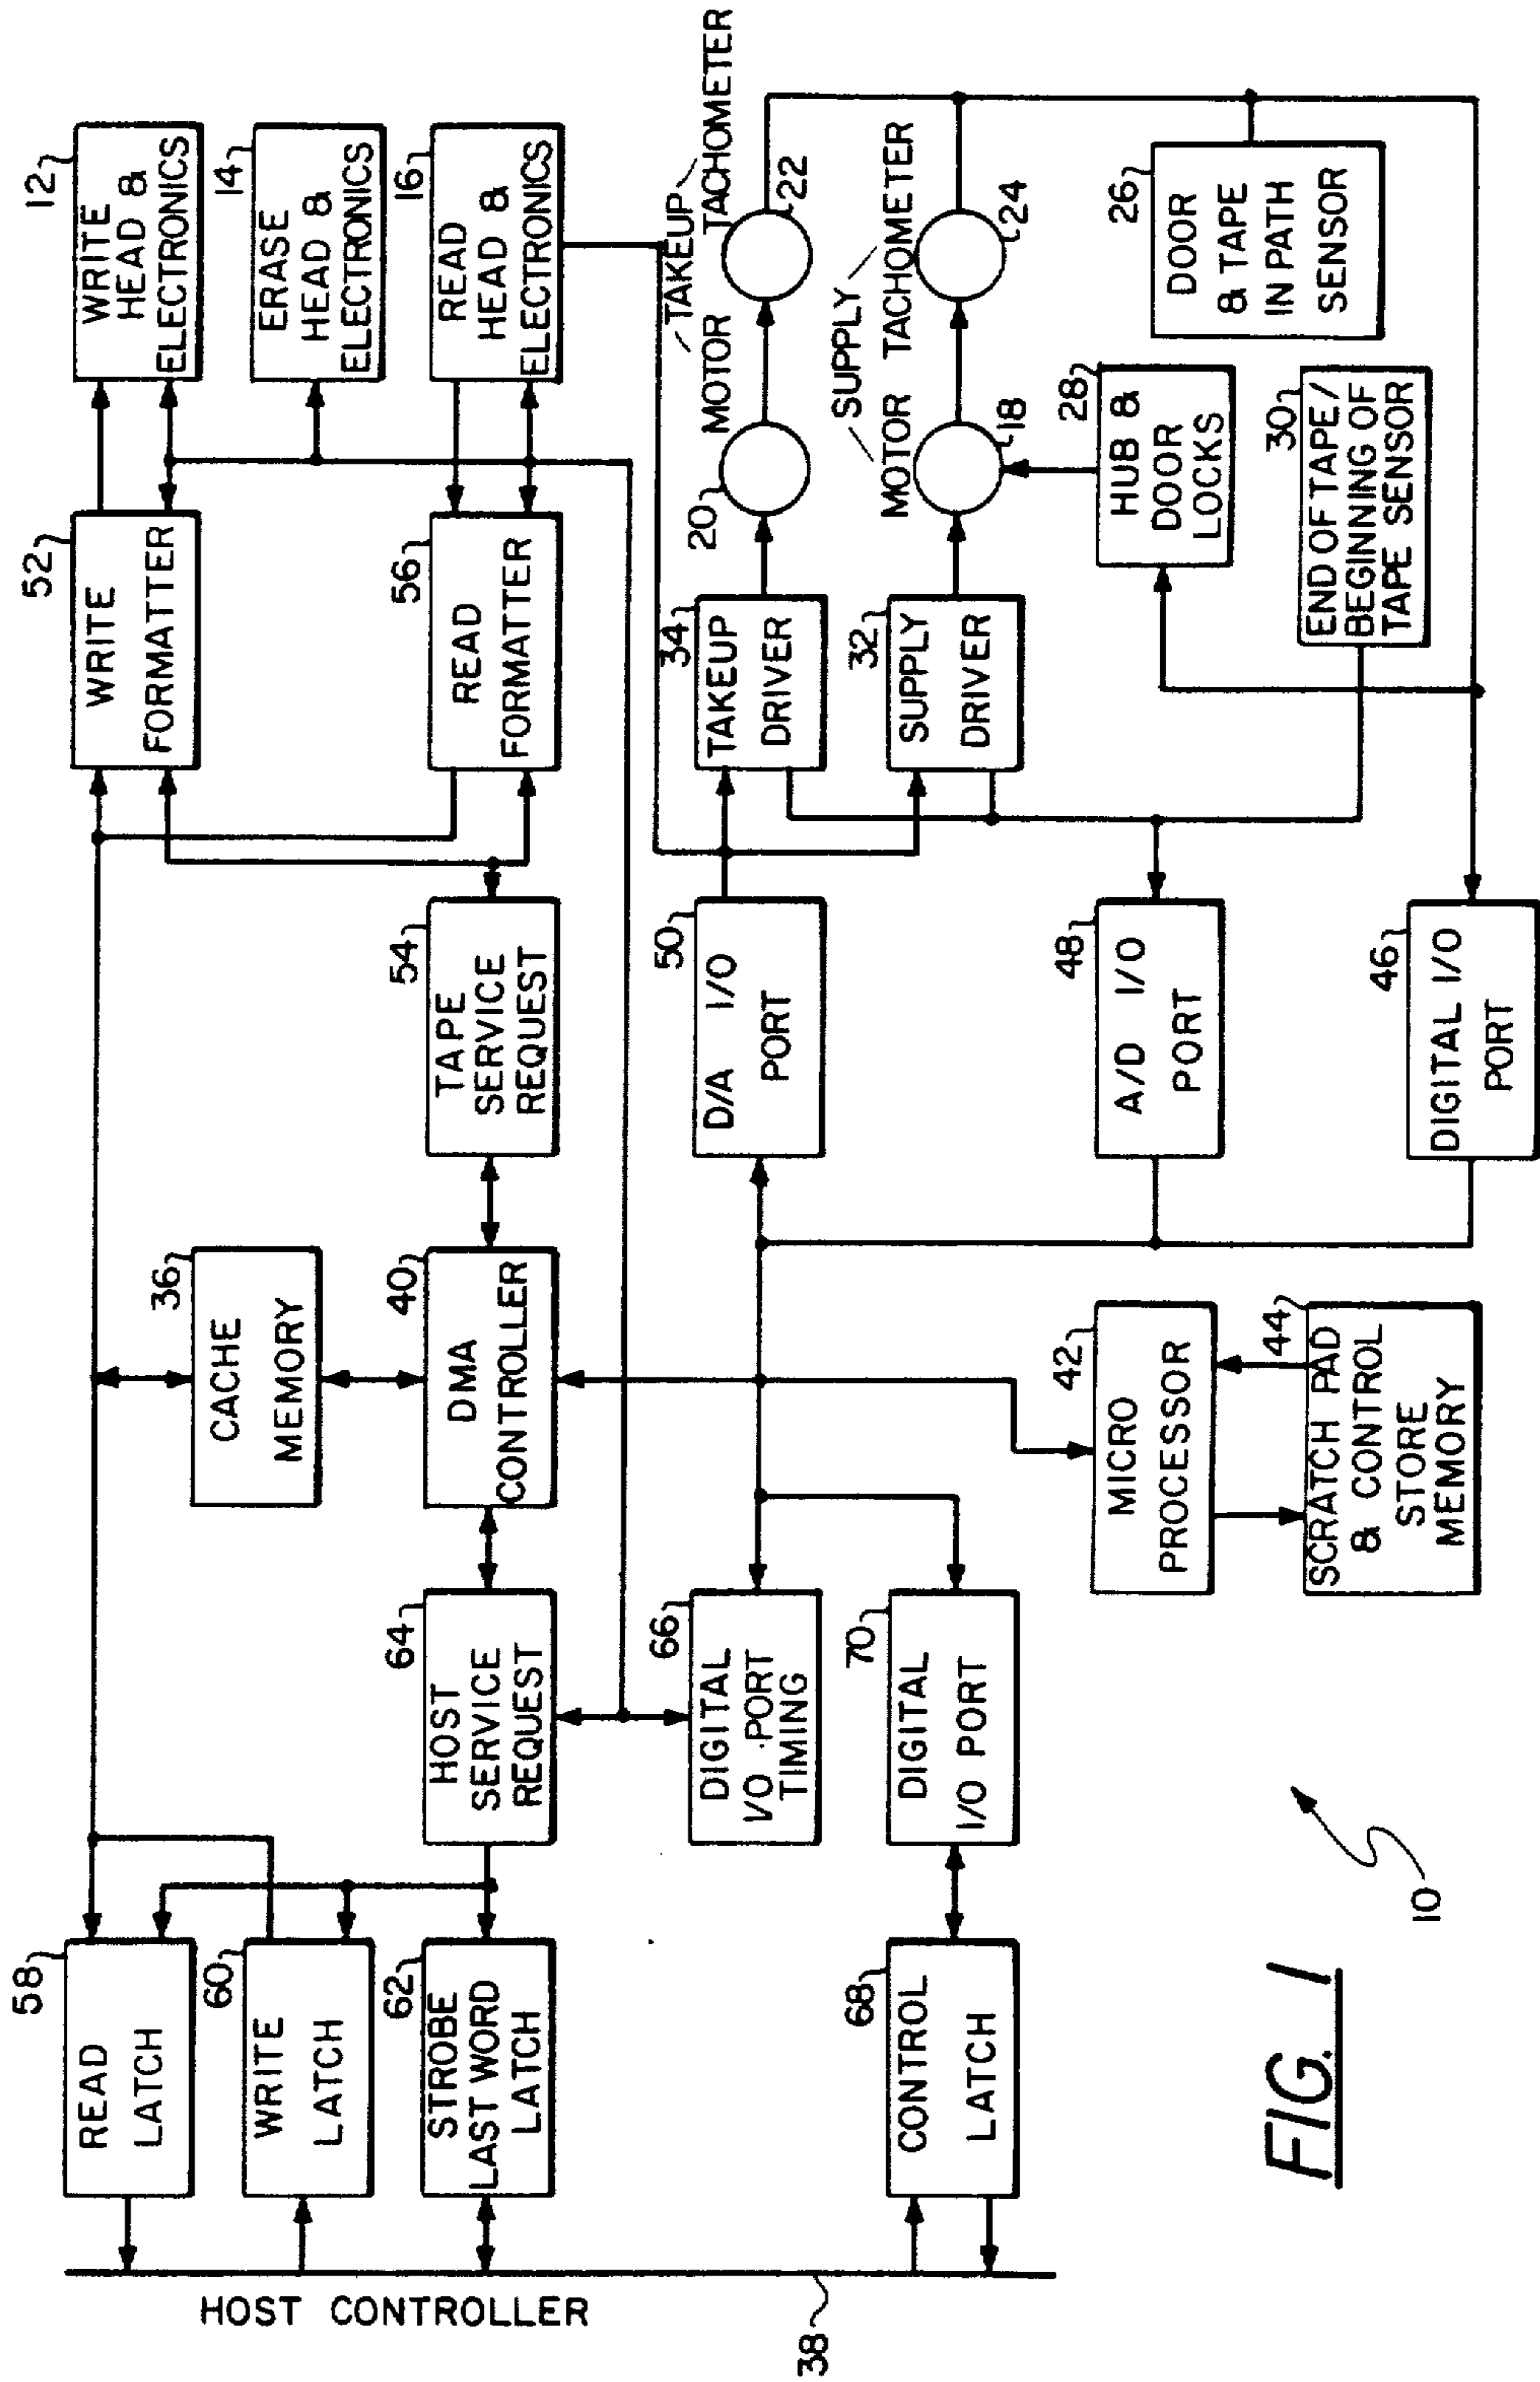 HOST CONTROLLER
38
58
READ
LATCH
60
WRITE
LATCH
62
STROBE
LAST WORD
LATCH
68
CONTROL
LATCH
64
HOST
SERVICE
REQUEST
66
DIGITAL
I/O PORT
TIMING
70
DIGITAL
I/O PORT
36
CACHE
MEMORY
40
DMA
CONTROLLER
42
MICRO
PROCESSOR
44
SCRATCH PAD
& CONTROL
STORE
MEMORY
54
TAPE
SERVICE
REQUEST
50
D/A I/O
PORT
48
A/D I/O
PORT
46
DIGITAL I/O
PORT
52
WRITE
FORMATTER
56
READ
FORMATTER
34
TAKEUP
DRIVER
32
SUPPLY
DRIVER
12
WRITE
HEAD &
ELECTRONICS
14
ERASE
HEAD &
ELECTRONICS
16
READ
HEAD &
ELECTRONICS
TAKEUP
MOTOR TACHOMETER
20
22
SUPPLY
MOTOR TACHOMETER
18
24
28
HUB &
DOOR
LOCKS
26
DOOR
& TAPE
IN PATH
SENSOR
30
END OF TAPE/
BEGINNING OF
TAPE SENSOR
10
FIG. 1